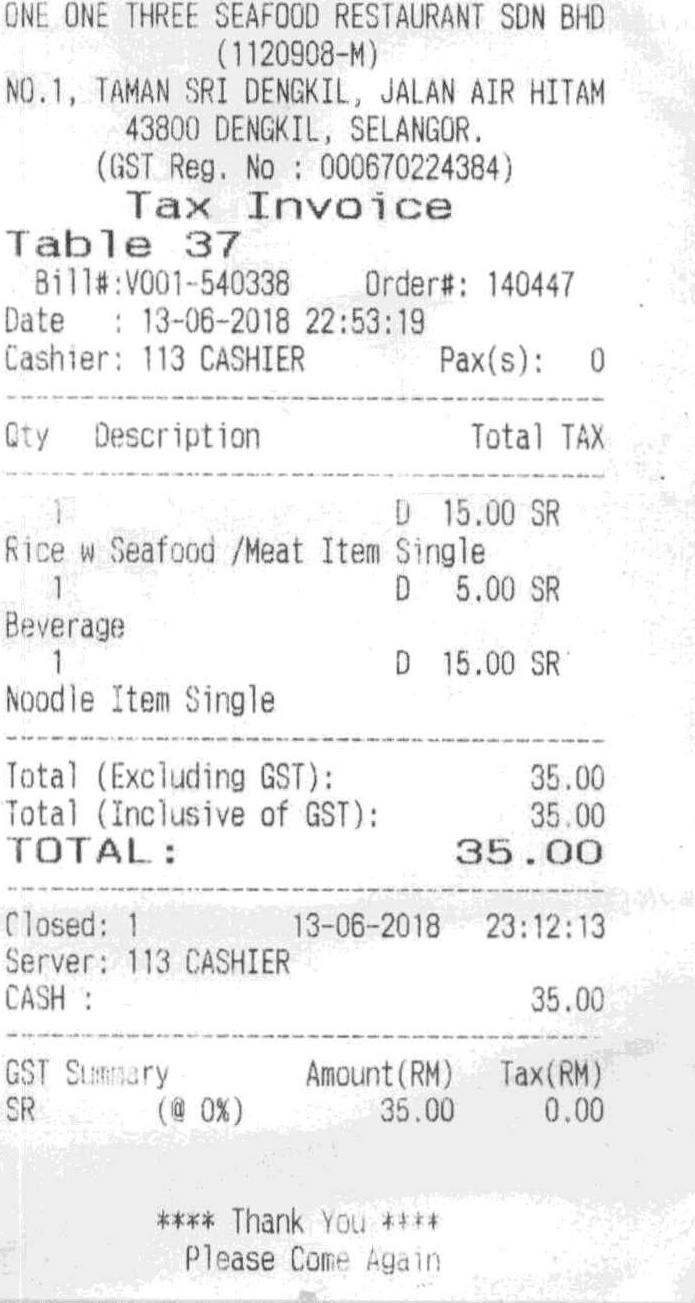 ONE ONE THREE SEAFOOD RESTAURANT SDN BHD
(1120908-M)
NO.1, TAMAN SRI DENGKIL, JALAN AIR HITAM
43800 DENGKIL, SELANGOR.
(GST Reg. No : 000670224384)
Tax Invoice
Table 37
Bill#:V001-540338 Order#: 140447
Date : 13-06-2018 22:53:19
Cashier: 113 CASHIER Pax(s): 0
Qty Description Total TAX
1 D 15.00 SR
Rice w Seafood /Meat Item Single
1 D 5.00 SR
Beverage
1 D 15.00 SR
Noodle Item Single
Total (Excluding GST): 35.00
Total (Inclusive of GST): 35.00
TOTAL: 35.00
Closed: 1 13-06-2018 23:12:13
Server: 113 CASHIER
CASH : 35.00
GST Summary Amount(RM) Tax(RM)
SR (@ 0%) 35.00 0.00
**** Thank You ****
Please Come Again